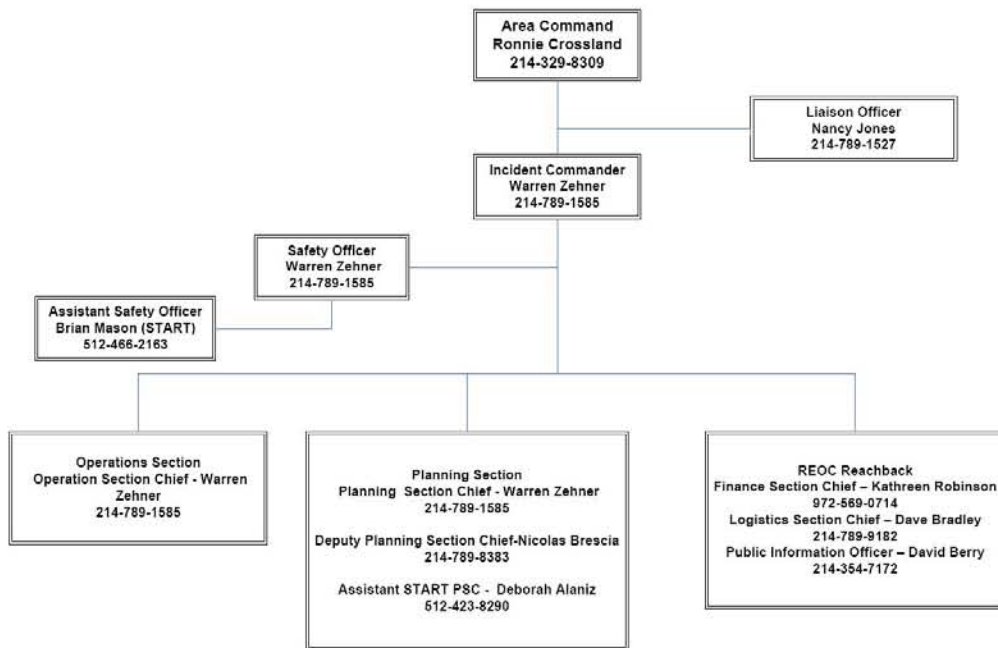 Area Command
Ronnie Crossland
214-329-8309
Liaison Officer
Nancy Jones
214-789-1527
Incident Commander
Warren Zehner
214-789-1585
Safety Officer
Warren Zehner
214-789-1585
Assistant Safety Officer
Brian Mason (START)
512-466-2163
Operations Section
Operation Section Chief - Warren
Zehner
214-789-1585
Planning Section
Planning Section Chief - Warren Zehner
214-789-1585
Deputy Planning Section Chief-Nicolas Brescia
214-789-8383
Assistant START PSC - Deborah Alaniz
512-423-8290
REOC Reachback
Finance Section Chief – Kathreen Robinson
972-569-0714
Logistics Section Chief – Dave Bradley
214-789-9182
Public Information Officer – David Berry
214-354-7172